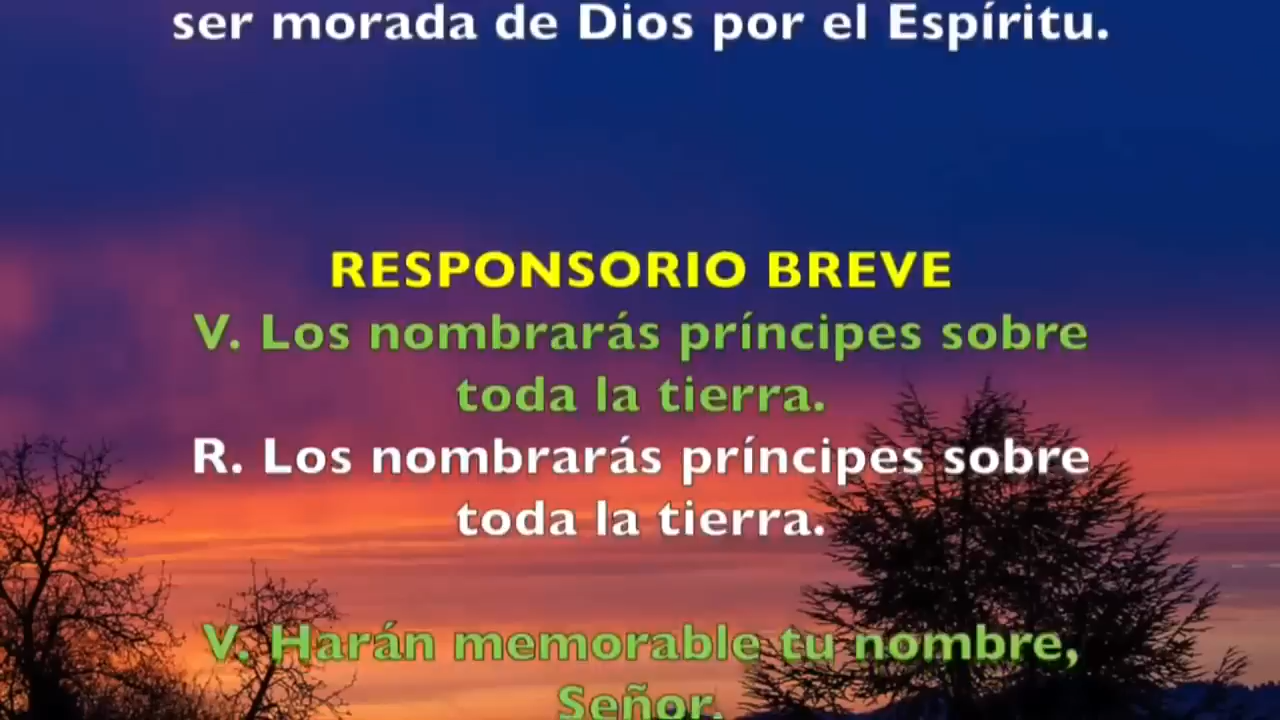 ser morada de Dios por el Espíritu.
RESPONSORIO BREVE
V. Los nombrarás príncipes sobre
toda la tierra.
R. Los nombrarás príncipes sobre
toda la tierra.
V. Harán memorable tu nombre,
Señor.